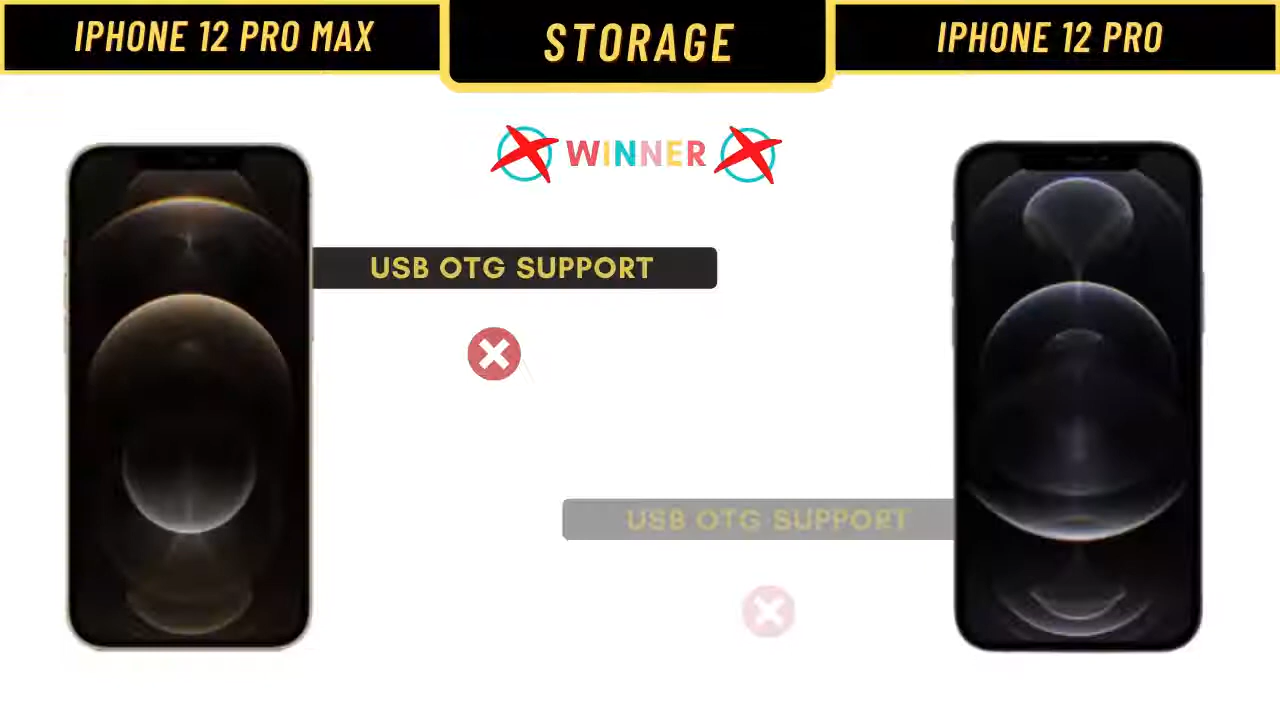 IPHONE 12 PRO MAX
STORAGE
IPHONE 12 PRO
WINNER
USB OTG SUPPORT
USB OTG SUPPORT